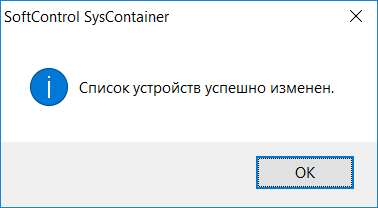 SoftControl SysContainer
Список устройств успешно изменен.
OK